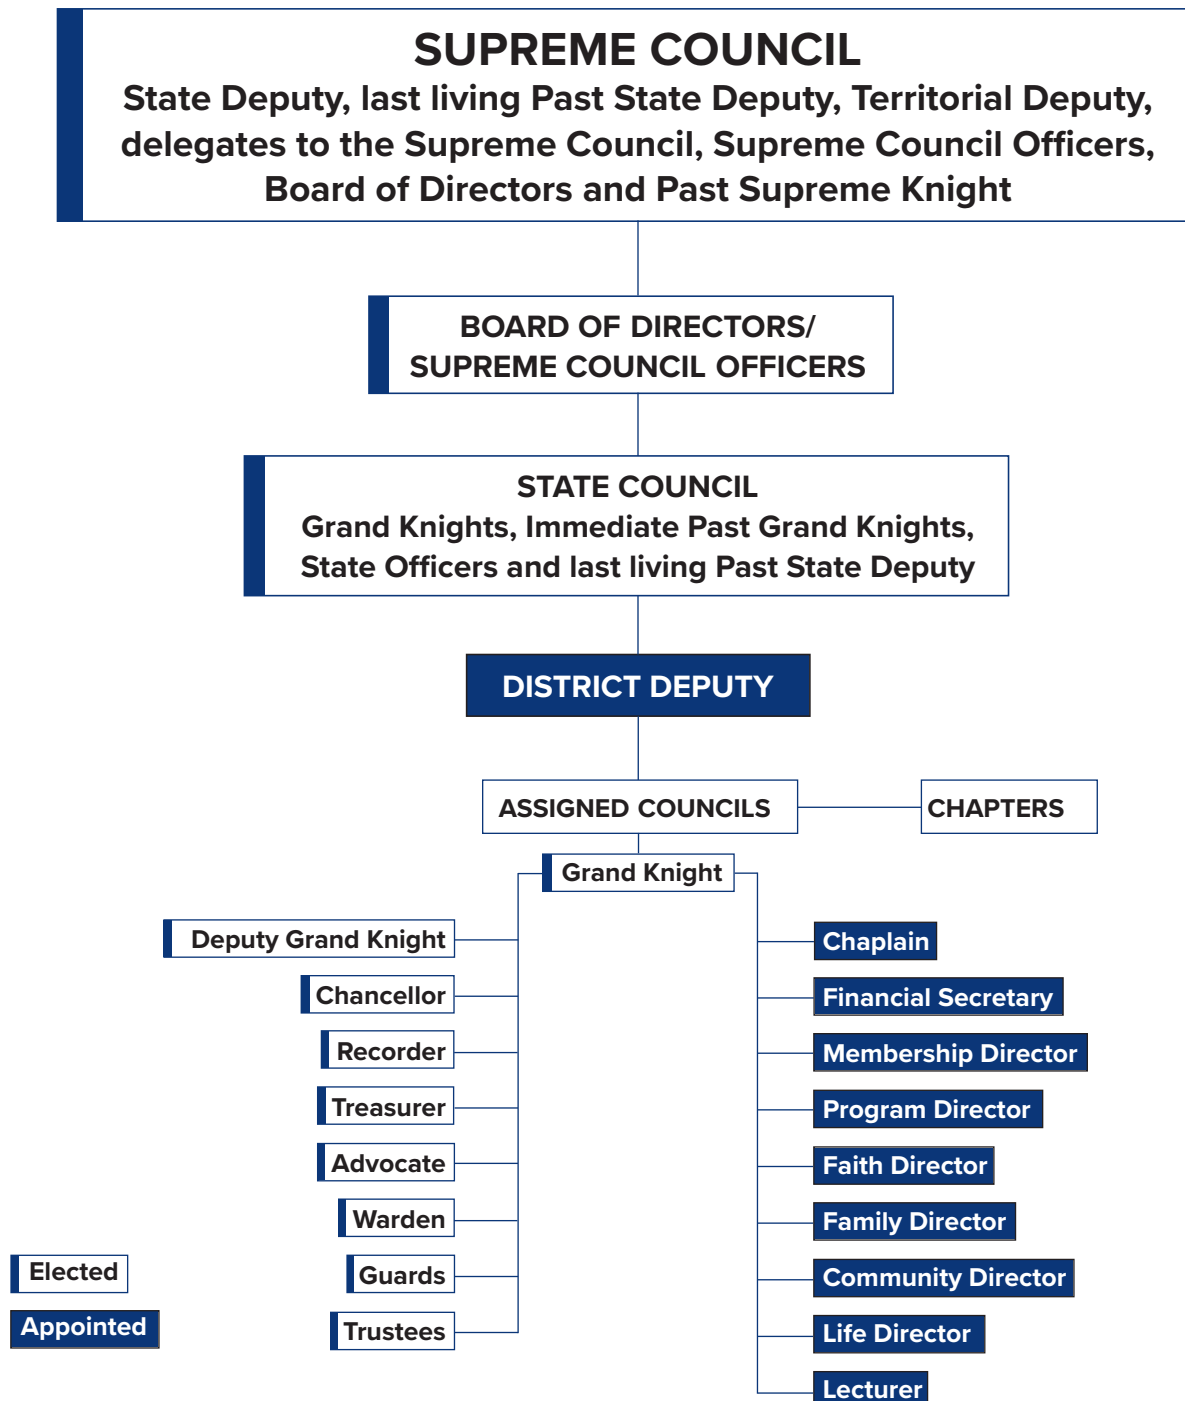 SUPREME COUNCIL
State Deputy, last living Past State Deputy, Territorial Deputy,
delegates to the Supreme Council, Supreme Council Officers,
Board of Directors and Past Supreme Knight
BOARD OF DIRECTORS/
SUPREME COUNCIL OFFICERS
STATE COUNCIL
Grand Knights, Immediate Past Grand Knights,
State Officers and last living Past State Deputy
DISTRICT DEPUTY
ASSIGNED COUNCILS
CHAPTERS
Grand Knight
Deputy Grand Knight
Chancellor
Recorder
Treasurer
Advocate
Warden
Guards
Trustees
Chaplain
Financial Secretary
Membership Director
Program Director
Faith Director
Family Director
Community Director
Life Director
Lecturer
Elected
Appointed